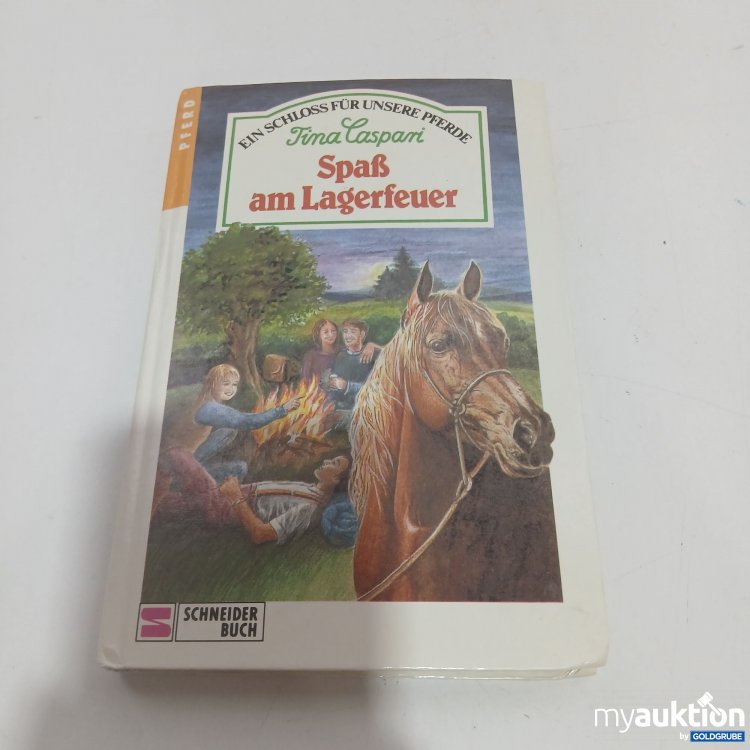 PFERD
EIN SCHLOSS FÜR UNSERE PFERDE
Tina Caspari
Spaß
am Lagerfeuer
SCHNEIDER
BUCH
myauktion
by GOLDGRUBE